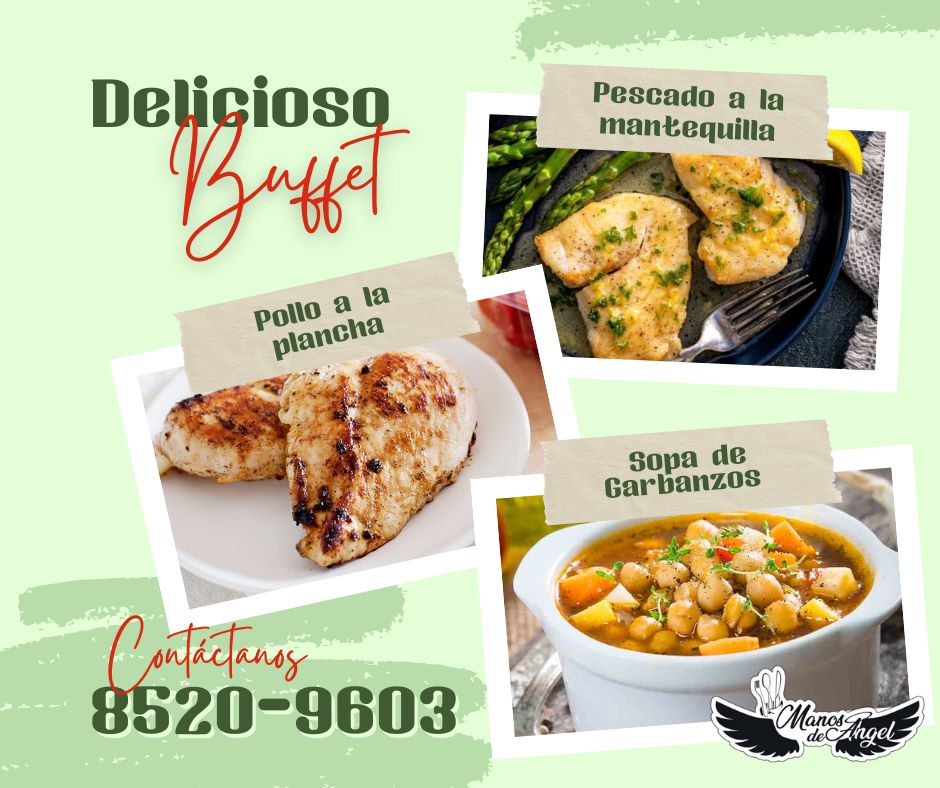 Delicioso
Buffet
Pescado a la
mantequilla
Pollo a la
plancha
Sopa de
Garbanzos
Contáctanos
8520-9603
Manos
de Angel